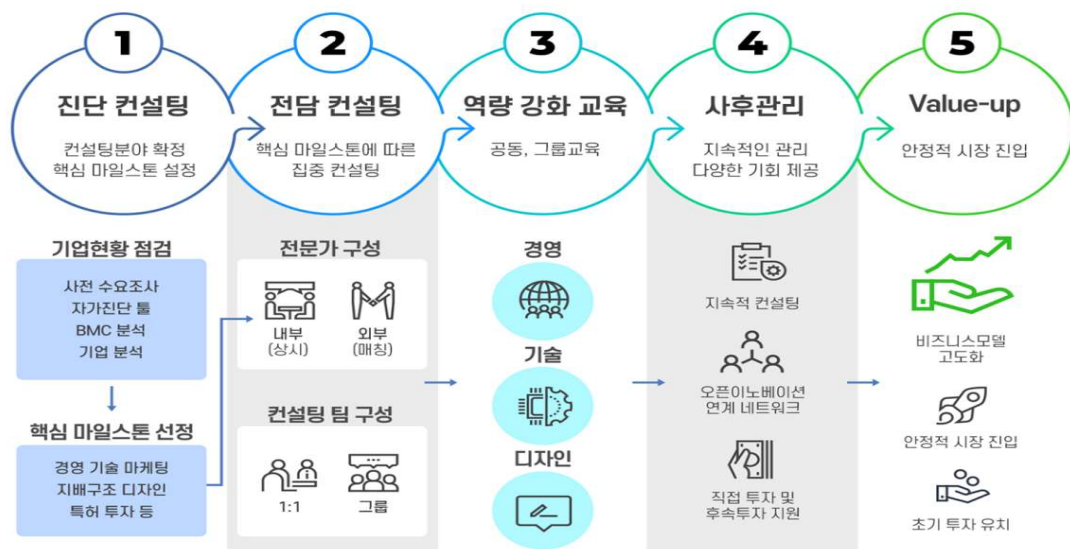 1
진단 컨설팅
컨설팅분야 확정
핵심 마일스톤 설정
2
전담 컨설팅
핵심 마일스톤에 따른
집중 컨설팅
3
역량 강화 교육
공동, 그룹교육
4
사후관리
지속적인 관리
다양한 기회 제공
5
Value-up
안정적 시장 진입
기업현황 점검
사전 수요조사
자가진단 툴
BMC 분석
기업 분석
핵심 마일스톤 선정
경영 기술 마케팅
지배구조 디자인
특허 투자 등
전문가 구성
내부
(상시)
외부
(매칭)
컨설팅 팀 구성
1:1
그룹
경영
기술
디자인
지속적 컨설팅
오픈이노베이션
연계 네트워크
직접 투자 및
후속투자 지원
비즈니스모델
고도화
안정적 시장 진입
초기 투자 유치